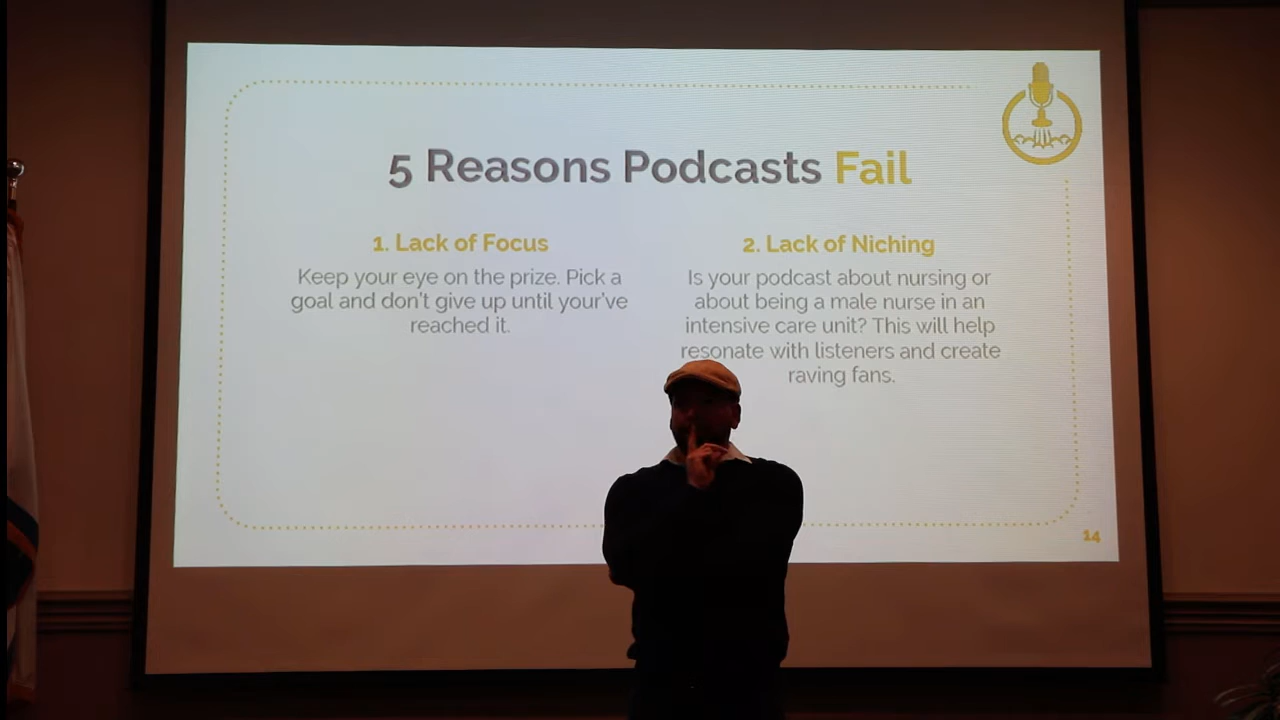 5 Reasons Podcasts Fail
1. Lack of Focus
Keep your eye on the prize. Pick a
goal and don't give up until your've
reached it.
2. Lack of Niching
Is your podcast about nursing or
about being a male nurse in an
intensive care unit? This will help
resonate with listeners and create
raving fans.
14